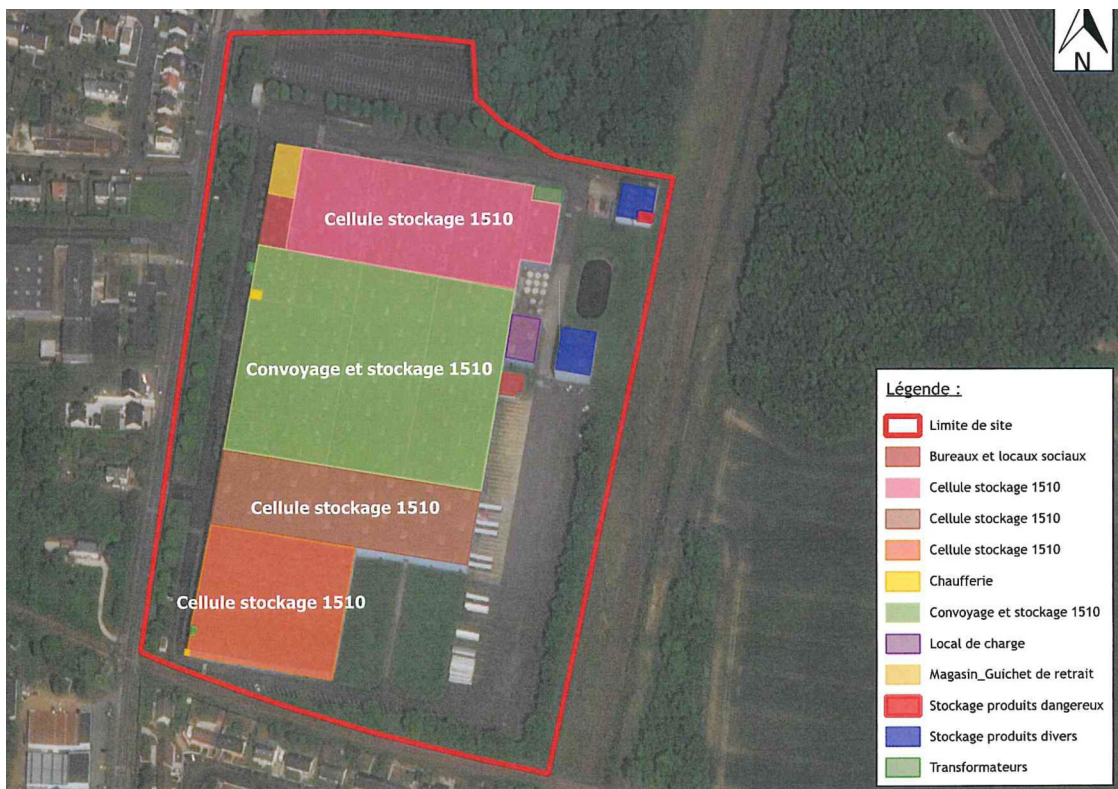 N
Cellule stockage 1510
Convoyage et stockage 1510
Cellule stockage 1510
Cellule stockage 1510
Légende :
Limite de site
Bureaux et locaux sociaux
Cellule stockage 1510
Cellule stockage 1510
Cellule stockage 1510
Chaufferie
Convoyage et stockage 1510
Local de charge
Magasin_Guichet de retrait
Stockage produits dangereux
Stockage produits divers
Transformateurs